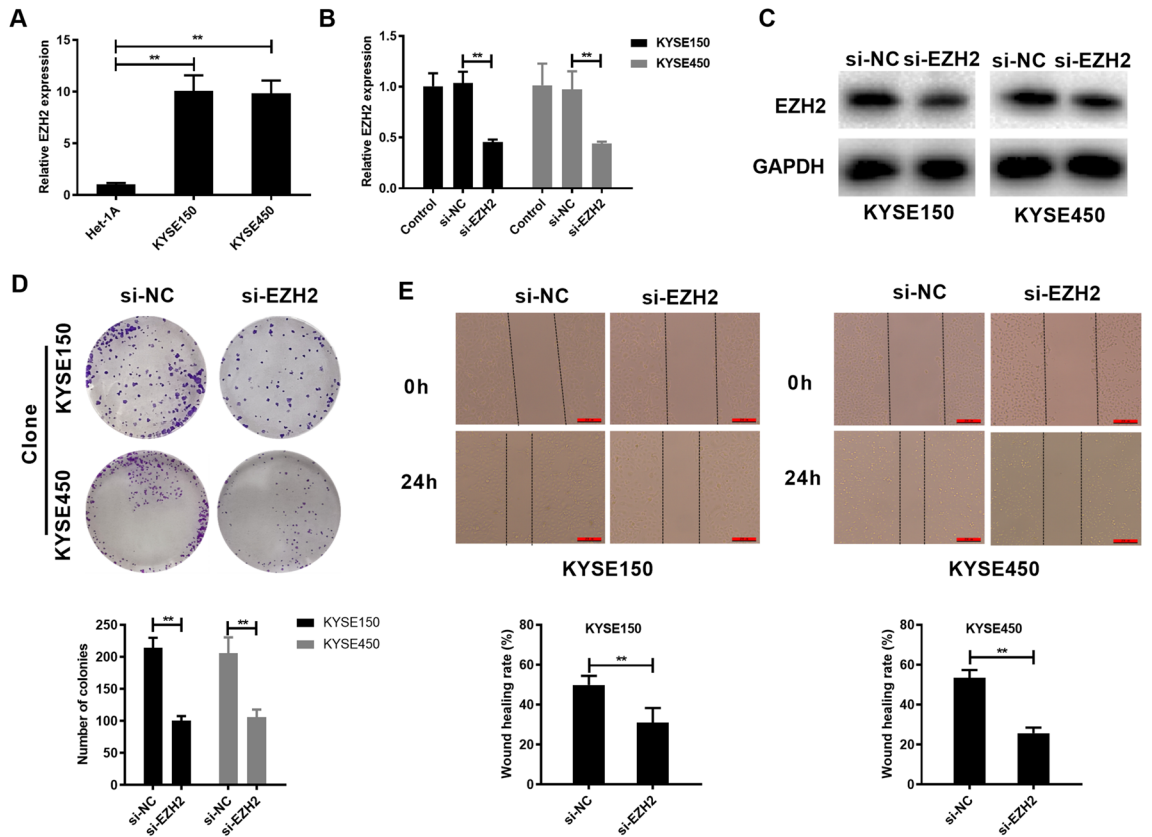 A
Relative EZH2 expression
15
10
5
0
**
**
Het-1A
KYSE150
KYSE450
B
Relative EZH2 expression
1.5
1.0
0.5
0.0
**
**
Control
si-NC
si-EZH2
Control
si-NC
si-EZH2
KYSE150
KYSE450
C
si-NC si-EZH2 si-NC si-EZH2
EZH2
GAPDH
KYSE150 KYSE450
D
si-NC si-EZH2
Clone
KYSE150
KYSE450
Number of colonies
250
200
150
100
50
0
**
**
si-NC
si-EZH2
si-NC
si-EZH2
KYSE150
KYSE450
E
si-NC si-EZH2 si-NC si-EZH2
0h 0h
24h 24h
KYSE150 KYSE450
KYSE150
Wound healing rate (%)
80
60
40
20
0
**
si-NC
si-EZH2
KYSE450
Wound healing rate (%)
80
60
40
20
0
**
si-NC
si-EZH2